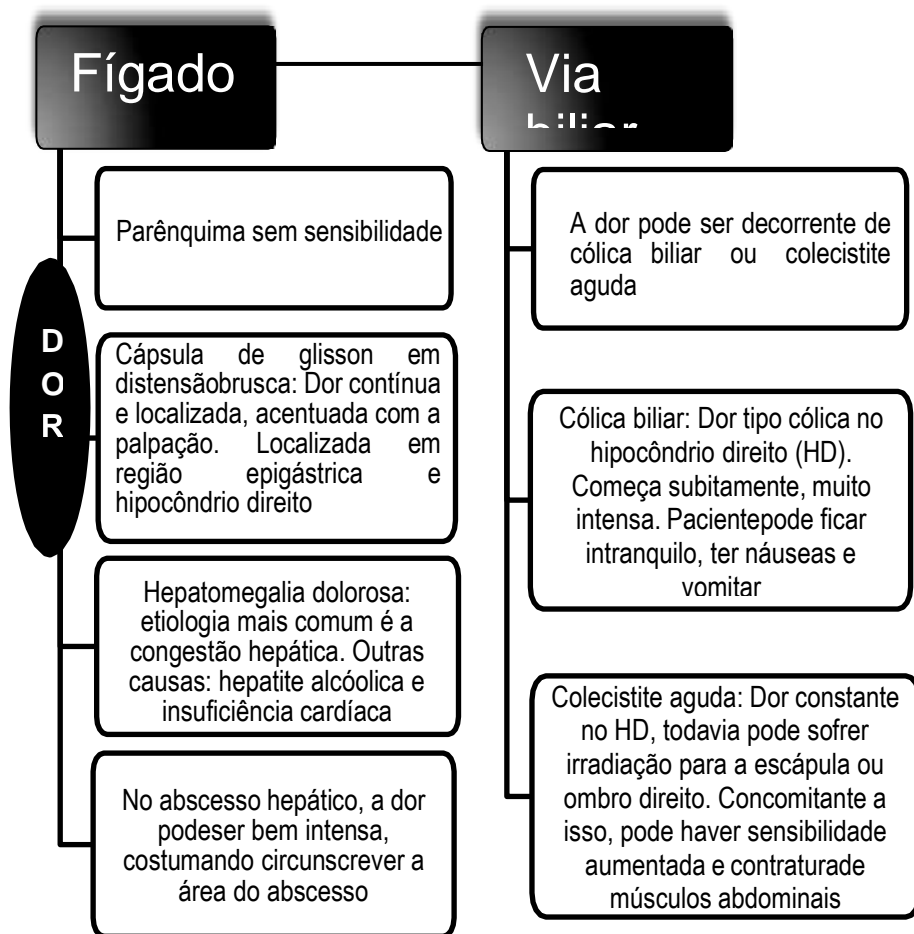 Fígado
Parênquima sem sensibilidade
D
O
R
Cápsula de glisson em
distensãobrusca: Dor contínua
e localizada, acentuada com a
palpação. Localizada em
região epigástrica e
hipocôndrio direito
Hepatomegalia dolorosa:
etiologia mais comum é a
congestão hepática. Outras
causas: hepatite alcóolica e
insuficiência cardíaca
No abscesso hepático, a dor
podeser bem intensa,
costumando circunscrever a
área do abscesso
Via
biliar
A dor pode ser decorrente de
cólica biliar ou colecistite
aguda
Cólica biliar: Dor tipo cólica no
hipocôndrio direito (HD).
Começa subitamente, muito
intensa. Pacientepode ficar
intranquilo, ter náuseas e
vomitar
Colecistite aguda: Dor constante
no HD, todavia pode sofrer
irradiação para a escápula ou
ombro direito. Concomitante a
isso, pode haver sensibilidade
aumentada e contraturade
músculos abdominais